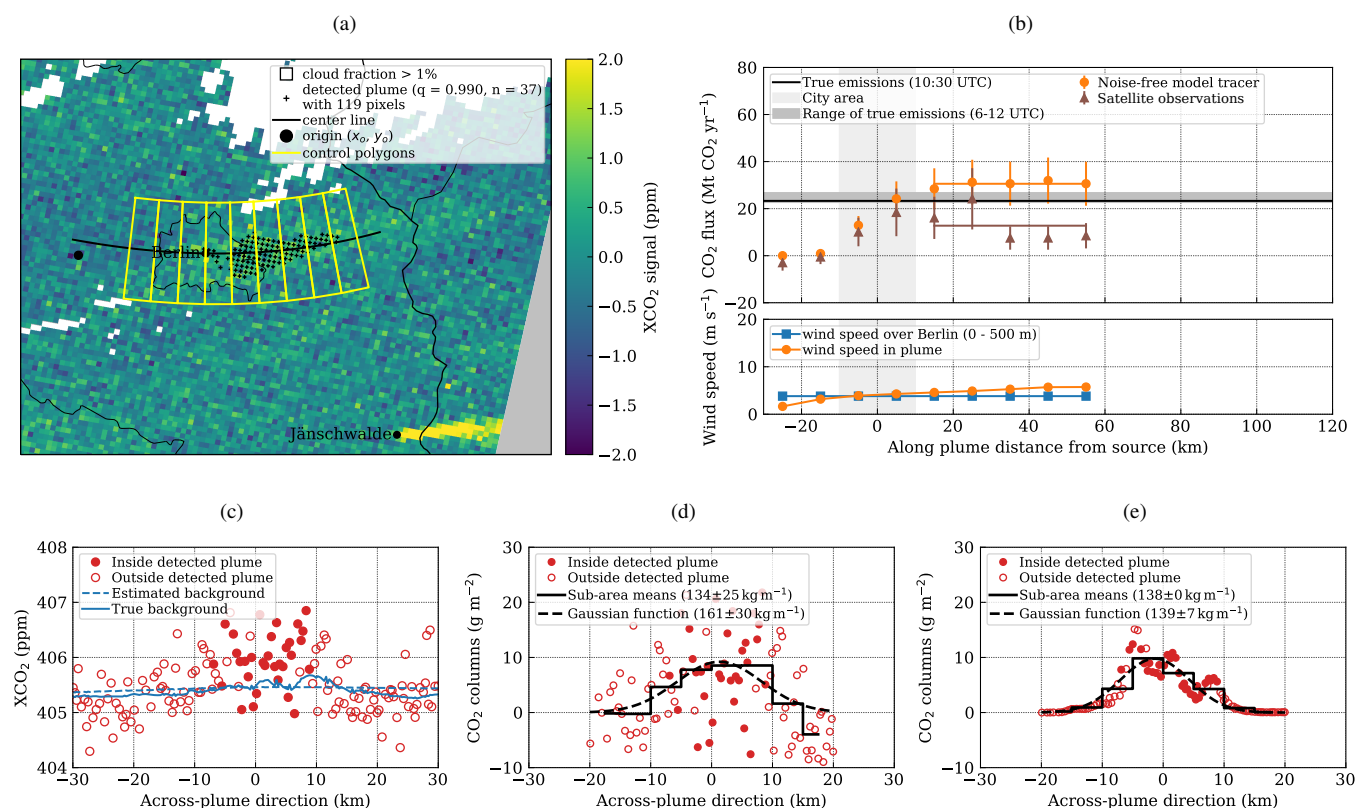 (a)
cloud fraction > 1%
detected plume (q = 0.990, n = 37)
with 119 pixels
center line
origin (xₒ, yₒ)
control polygons
Berlin
Jänschwalde
2.0
1.5
1.0
0.5
0.0
−0.5
−1.0
−1.5
−2.0
XCO₂ signal (ppm)
(b)
True emissions (10:30 UTC)
City area
Range of true emissions (6-12 UTC)
Noise-free model tracer
Satellite observations
80
60
40
20
0
−20
CO₂ flux (Mt CO₂ yr⁻¹)
wind speed over Berlin (0 - 500 m)
wind speed in plume
20
10
0
Wind speed (m s⁻¹)
−20 0 20 40 60 80 100 120
Along plume distance from source (km)
(c)
Inside detected plume
Outside detected plume
Estimated background
True background
408
407
406
405
404
XCO₂ (ppm)
−30 −20 −10 0 10 20 30
Across-plume direction (km)
(d)
Inside detected plume
Outside detected plume
Sub-area means (134±25 kg m⁻¹)
Gaussian function (161±30 kg m⁻¹)
30
20
10
0
−10
CO₂ columns (g m⁻²)
−30 −20 −10 0 10 20 30
Across-plume direction (km)
(e)
Inside detected plume
Outside detected plume
Sub-area means (138±0 kg m⁻¹)
Gaussian function (139±7 kg m⁻¹)
30
20
10
0
−10
CO₂ columns (g m⁻²)
−30 −20 −10 0 10 20 30
Across-plume direction (km)